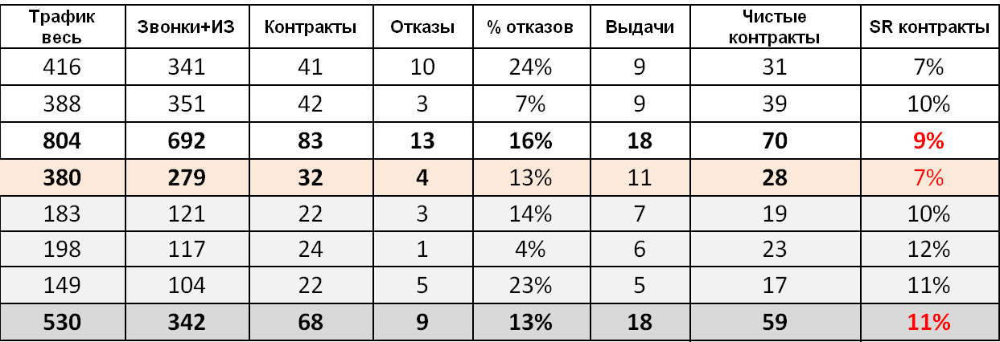 Трафик весь Звонки+ИЗ Контракты Отказы % отказов Выдачи Чистые контракты SR контракты
416 341 41 10 24% 9 31 7%
388 351 42 3 7% 9 39 10%
804 692 83 13 16% 18 70 9%
380 279 32 4 13% 11 28 7%
183 121 22 3 14% 7 19 10%
198 117 24 1 4% 6 23 12%
149 104 22 5 23% 5 17 11%
530 342 68 9 13% 18 59 11%